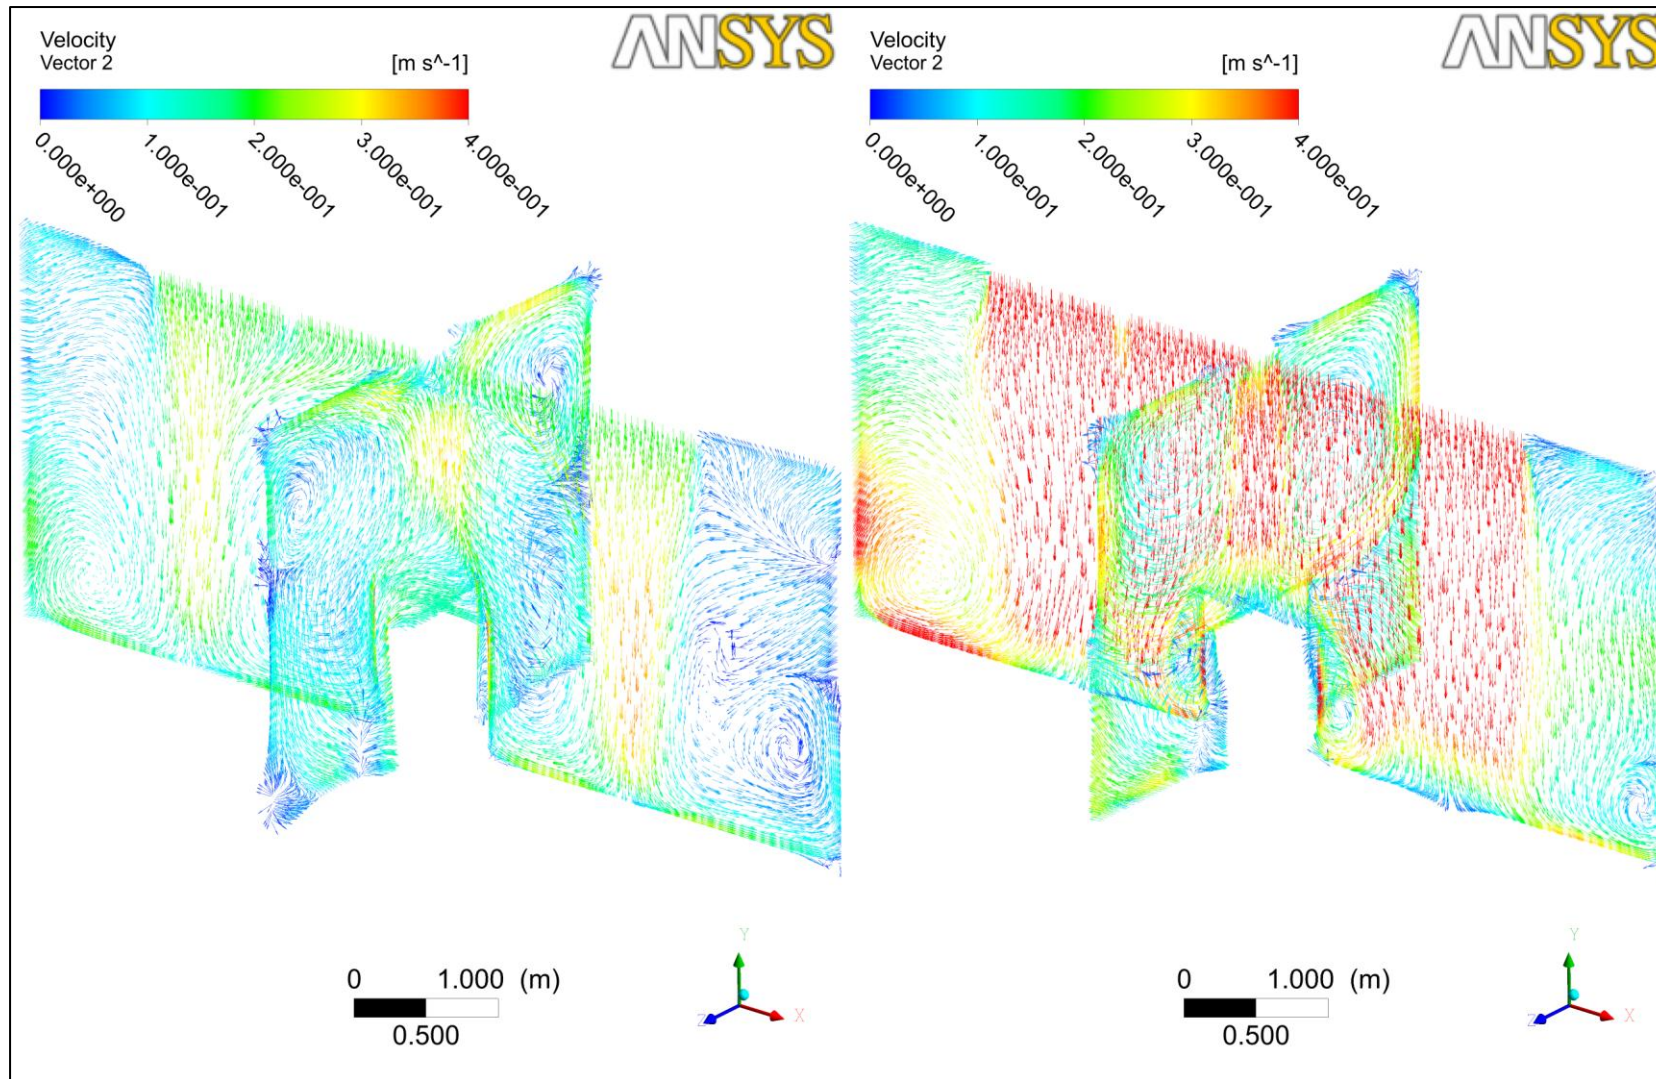 Velocity
Vector 2 [m s^-1]
ANSYS
0.000e+000
1.000e-001
2.000e-001
3.000e-001
4.000e-001
0 1.000 (m)
0.500
Y
Z
X
Velocity
Vector 2 [m s^-1]
ANSYS
0.000e+000
1.000e-001
2.000e-001
3.000e-001
4.000e-001
0 1.000 (m)
0.500
Y
Z
X